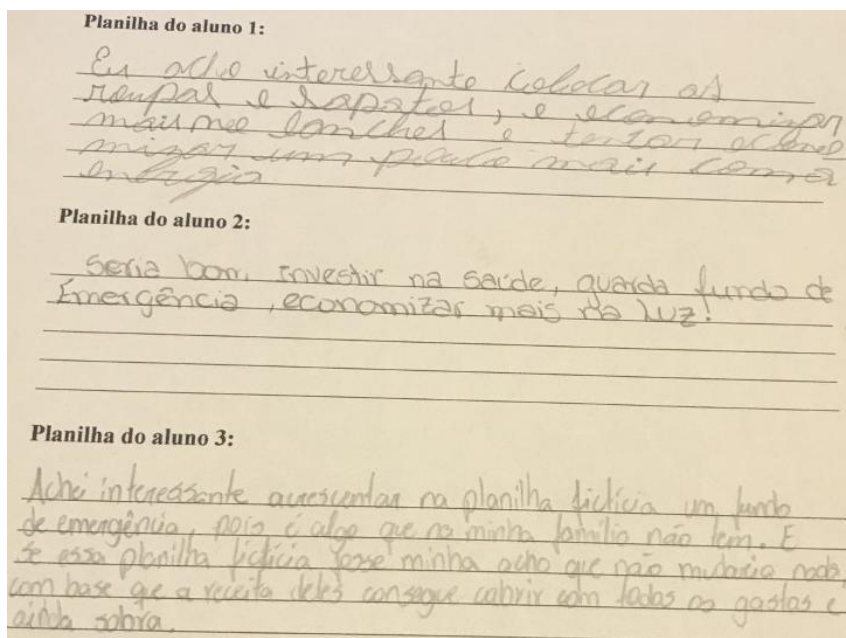 Planilha do aluno 1:
Eu acho interessante colocar as
roupas e sapatos, e economizar
mais nos lanches e tentar econo
mizar um pouco mais com a
energia
Planilha do aluno 2:
Seria bom, investir na saúde, guarda fundo de
Emergência, economizar mais na luz!
Planilha do aluno 3:
Achei interessante acrescentar na planilha fictícia um fundo
de emergência, pois é algo que na minha família não tem. E
se essa planilha fictícia fosse minha acho que não mudaria nada,
com base que a receita deles consegue cobrir com todos os gastos e
ainda sobra.